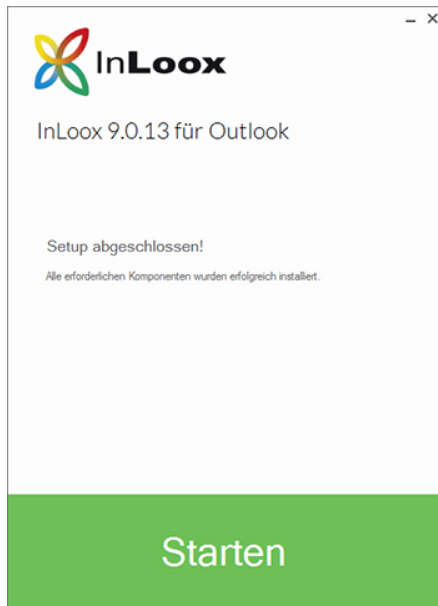 InLoox
InLoox 9.0.13 für Outlook
Setup abgeschlossen!
Alle erforderlichen Komponenten wurden erfolgreich installiert.
Starten